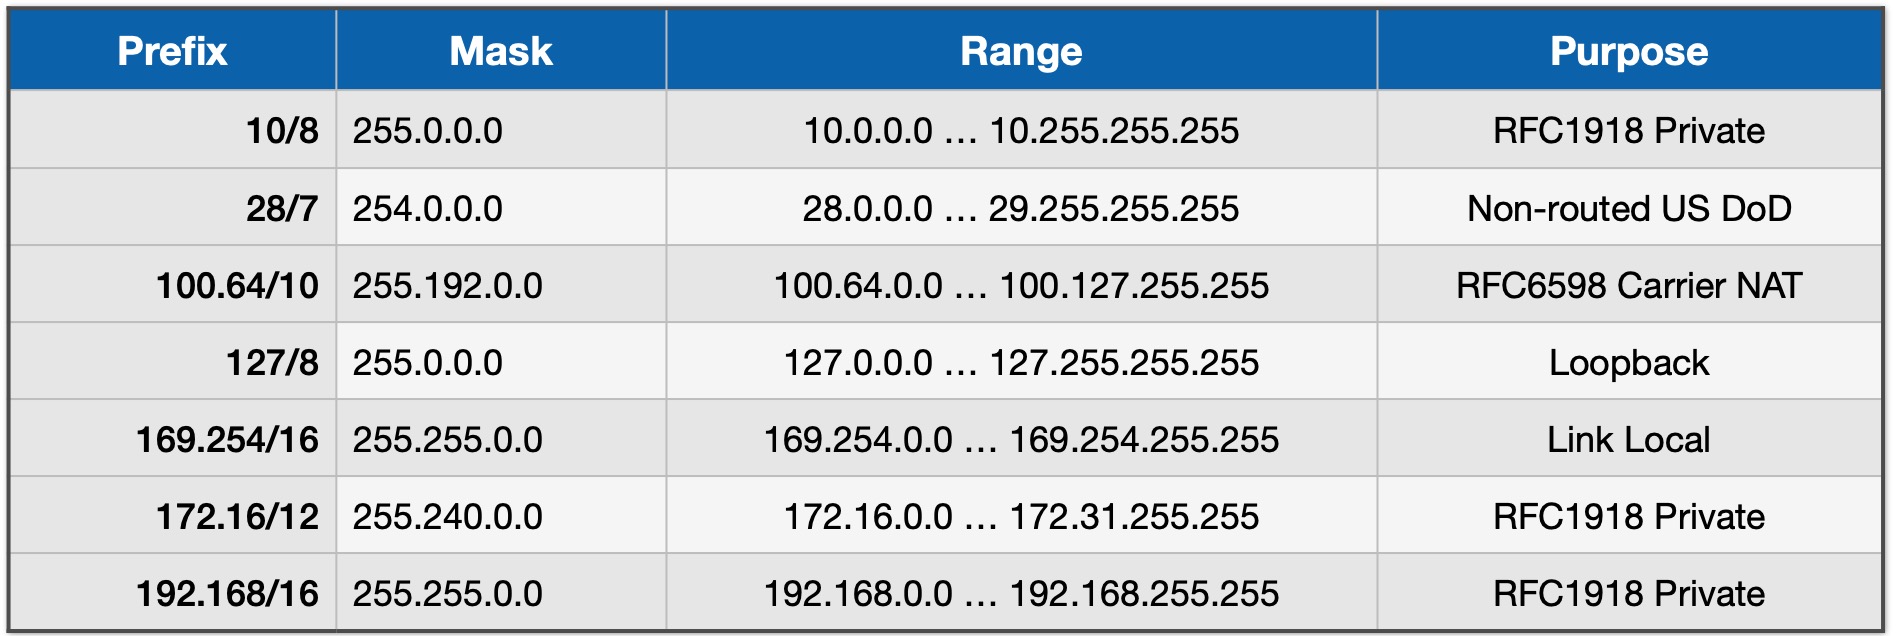 Prefix Mask Range Purpose
10/8 255.0.0.0 10.0.0.0 … 10.255.255.255 RFC1918 Private
28/7 254.0.0.0 28.0.0.0 … 29.255.255.255 Non-routed US DoD
100.64/10 255.192.0.0 100.64.0.0 … 100.127.255.255 RFC6598 Carrier NAT
127/8 255.0.0.0 127.0.0.0 … 127.255.255.255 Loopback
169.254/16 255.255.0.0 169.254.0.0 … 169.254.255.255 Link Local
172.16/12 255.240.0.0 172.16.0.0 … 172.31.255.255 RFC1918 Private
192.168/16 255.255.0.0 192.168.0.0 … 192.168.255.255 RFC1918 Private